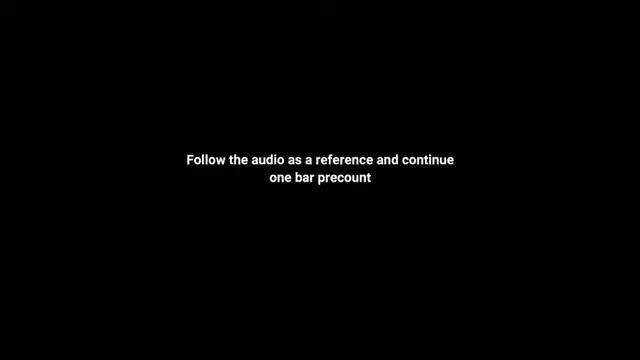 Follow the audio as a reference and continue
one bar precount